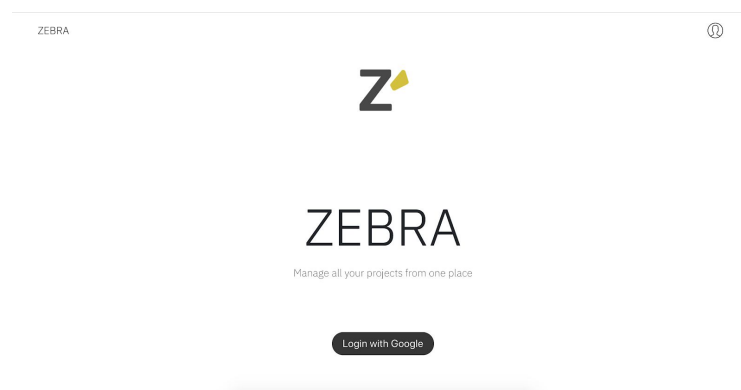 ZEBRA
Z
ZEBRA
Manage all your projects from one place
Login with Google